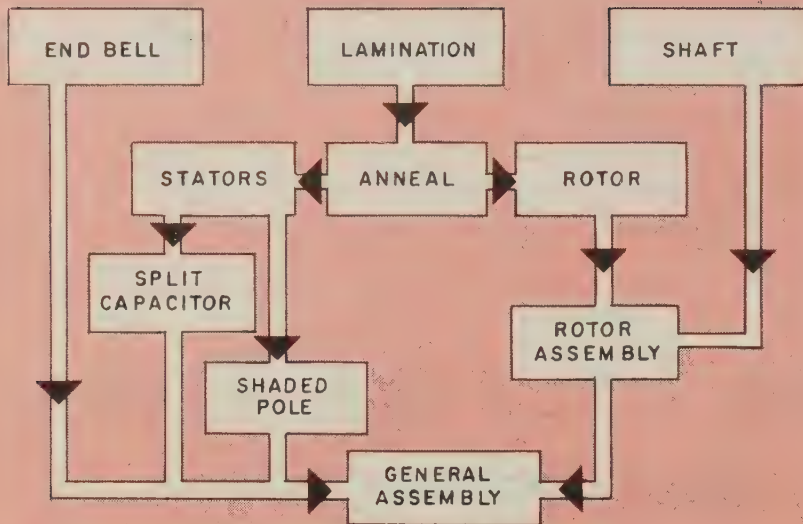 END BELL
LAMINATION
SHAFT
STATORS
ANNEAL
ROTOR
SPLIT
CAPACITOR
ROTOR
ASSEMBLY
SHADED
POLE
GENERAL
ASSEMBLY